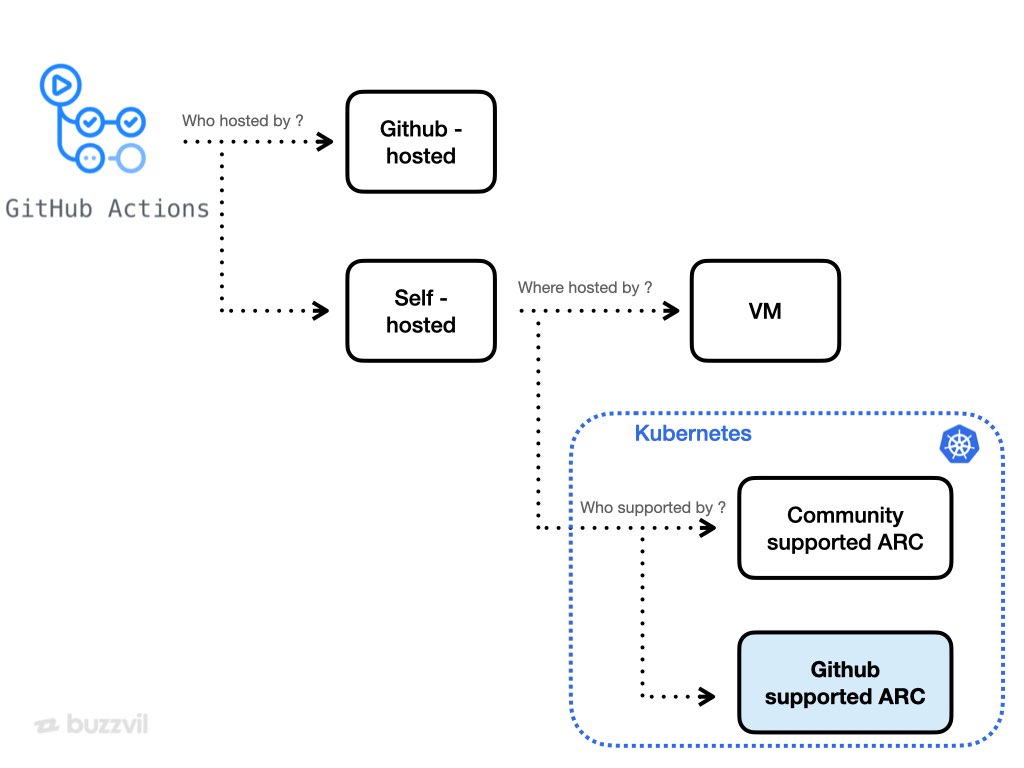 Who hosted by ?
Github -
hosted
GitHub Actions
Self -
hosted
Where hosted by ?
VM
Kubernetes
Who supported by ?
Community
supported ARC
Github
supported ARC
buzzvil